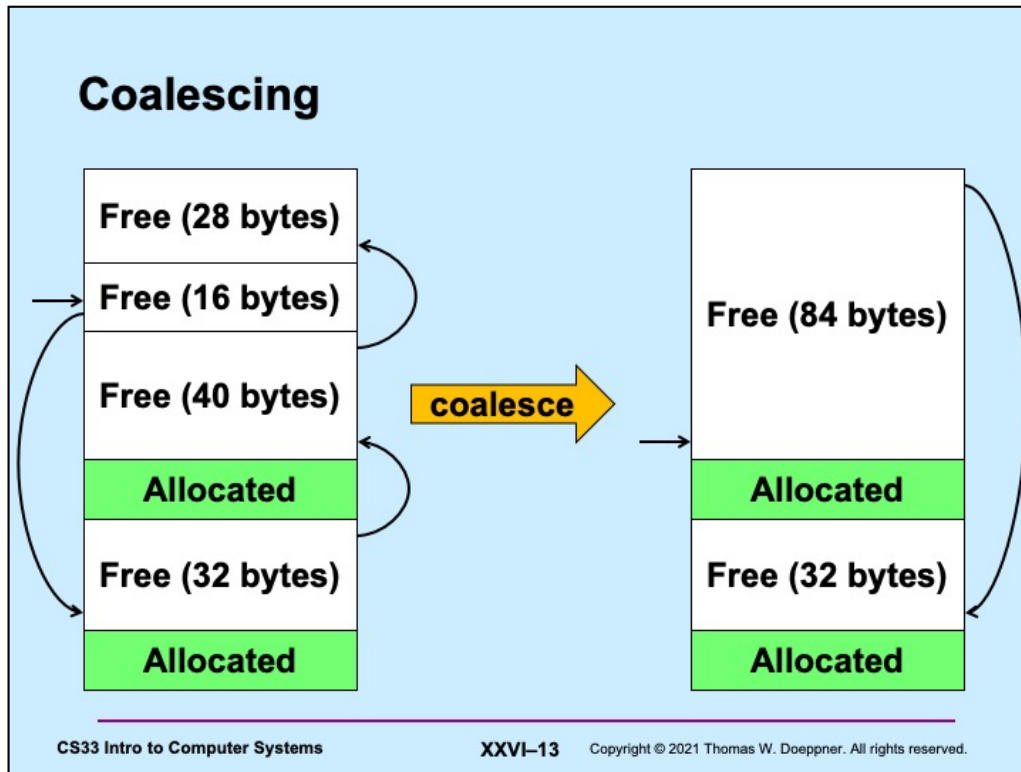 Coalescing
Free (28 bytes)
Free (16 bytes)
Free (40 bytes)
Allocated
Free (32 bytes)
Allocated
coalesce
Free (84 bytes)
Allocated
Free (32 bytes)
Allocated
CS33 Intro to Computer Systems
XXVI–13
Copyright © 2021 Thomas W. Doeppner. All rights reserved.